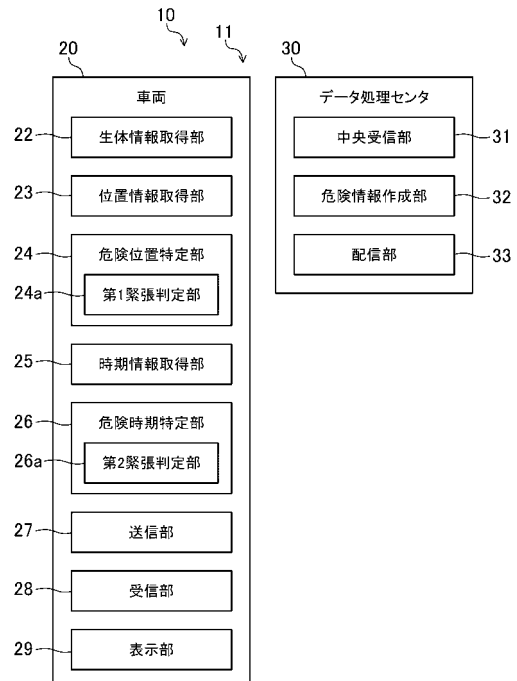 10
11
20
車両
22
生体情報取得部
23
位置情報取得部
24
危険位置特定部
24a
第1緊張判定部
25
時期情報取得部
26
危険時期特定部
26a
第2緊張判定部
27
送信部
28
受信部
29
表示部
30
データ処理センタ
中央受信部
31
危険情報作成部
32
配信部
33